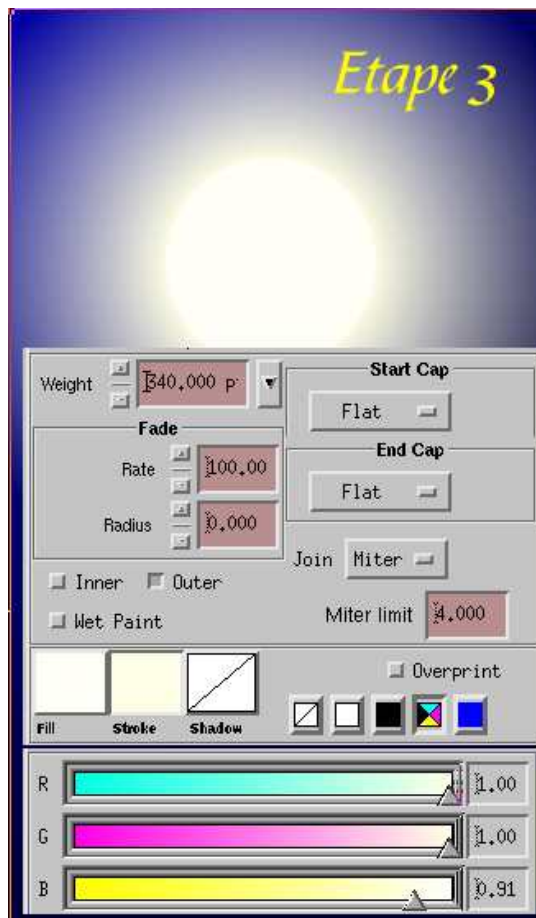 Etape 3
Weight 340.000 p
Start Cap
Flat
Fade
Rate 100.00
Radius 0.000
End Cap
Flat
Join Miter
Inner Outer
Wet Paint
Miter limit 4.000
Overprint
Fill Stroke Shadow
R 1.00
G 1.00
B 0.91